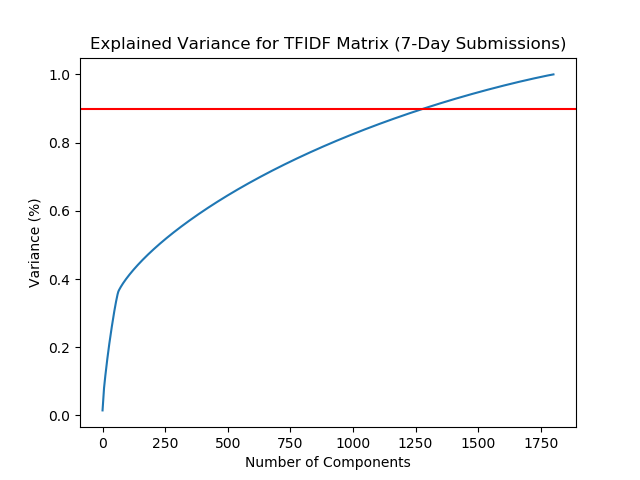 Explained Variance for TFIDF Matrix (7-Day Submissions)
1.0
0.8
0.6
0.4
0.2
0.0
Variance (%)
0 250 500 750 1000 1250 1500 1750
Number of Components